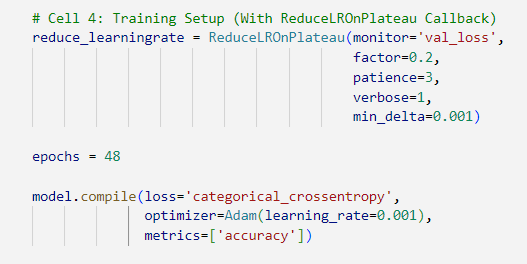 # Cell 4: Training Setup (With ReduceLROnPlateau Callback)
reduce_learningrate = ReduceLROnPlateau(monitor='val_loss',
factor=0.2,
patience=3,
verbose=1,
min_delta=0.001)
epochs = 48
model.compile(loss='categorical_crossentropy',
optimizer=Adam(learning_rate=0.001),
metrics=['accuracy'])